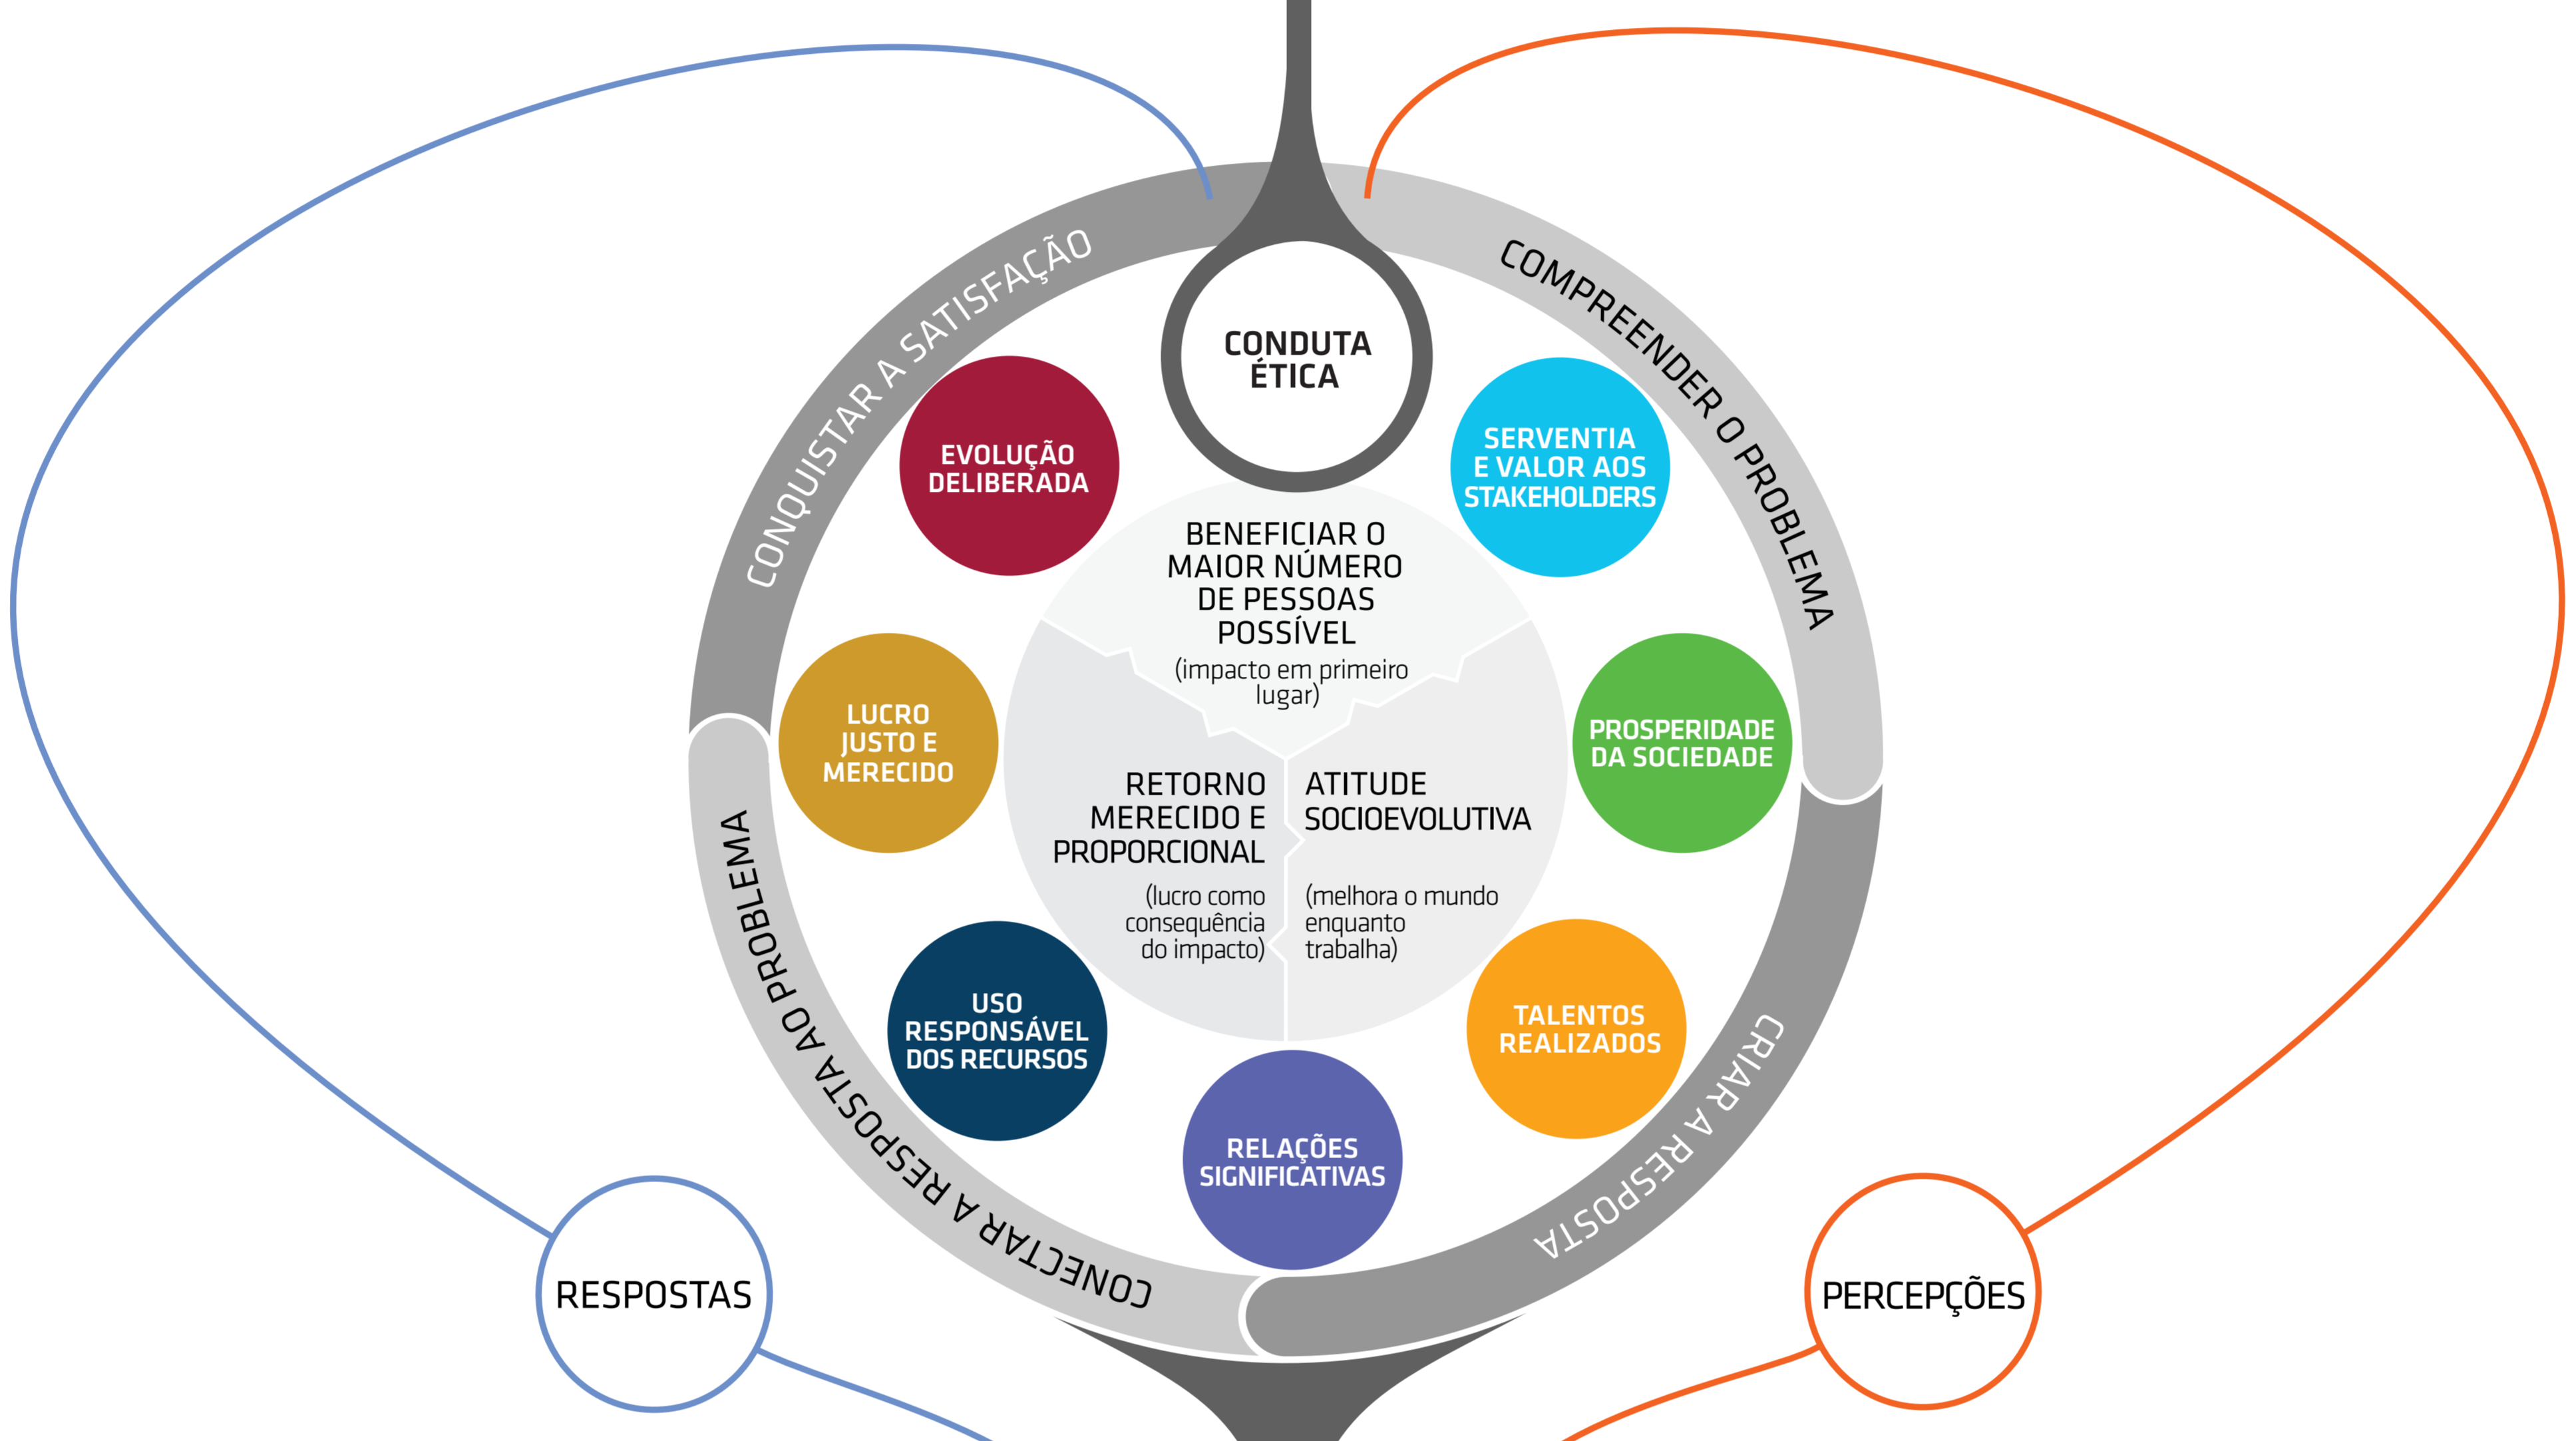 CONQUISTAR A SATISFAÇÃO
COMPREENDER O PROBLEMA
CRIAR A RESPOSTA
CONECTAR A RESPOSTA AO PROBLEMA
CONDUTA
ÉTICA
SERVENTIA
E VALOR AOS
STAKEHOLDERS
PROSPERIDADE
DA SOCIEDADE
TALENTOS
REALIZADOS
RELAÇÕES
SIGNIFICATIVAS
USO
RESPONSÁVEL
DOS RECURSOS
LUCRO
JUSTO E
MERECIDO
EVOLUÇÃO
DELIBERADA
BENEFICIAR O
MAIOR NÚMERO
DE PESSOAS
POSSÍVEL
(impacto em primeiro
lugar)
RETORNO
MERECIDO E
PROPORCIONAL
(lucro como
consequência
do impacto)
ATITUDE
SOCIOEVOLUTIVA
(melhora o mundo
enquanto
trabalha)
RESPOSTAS
PERCEPÇÕES